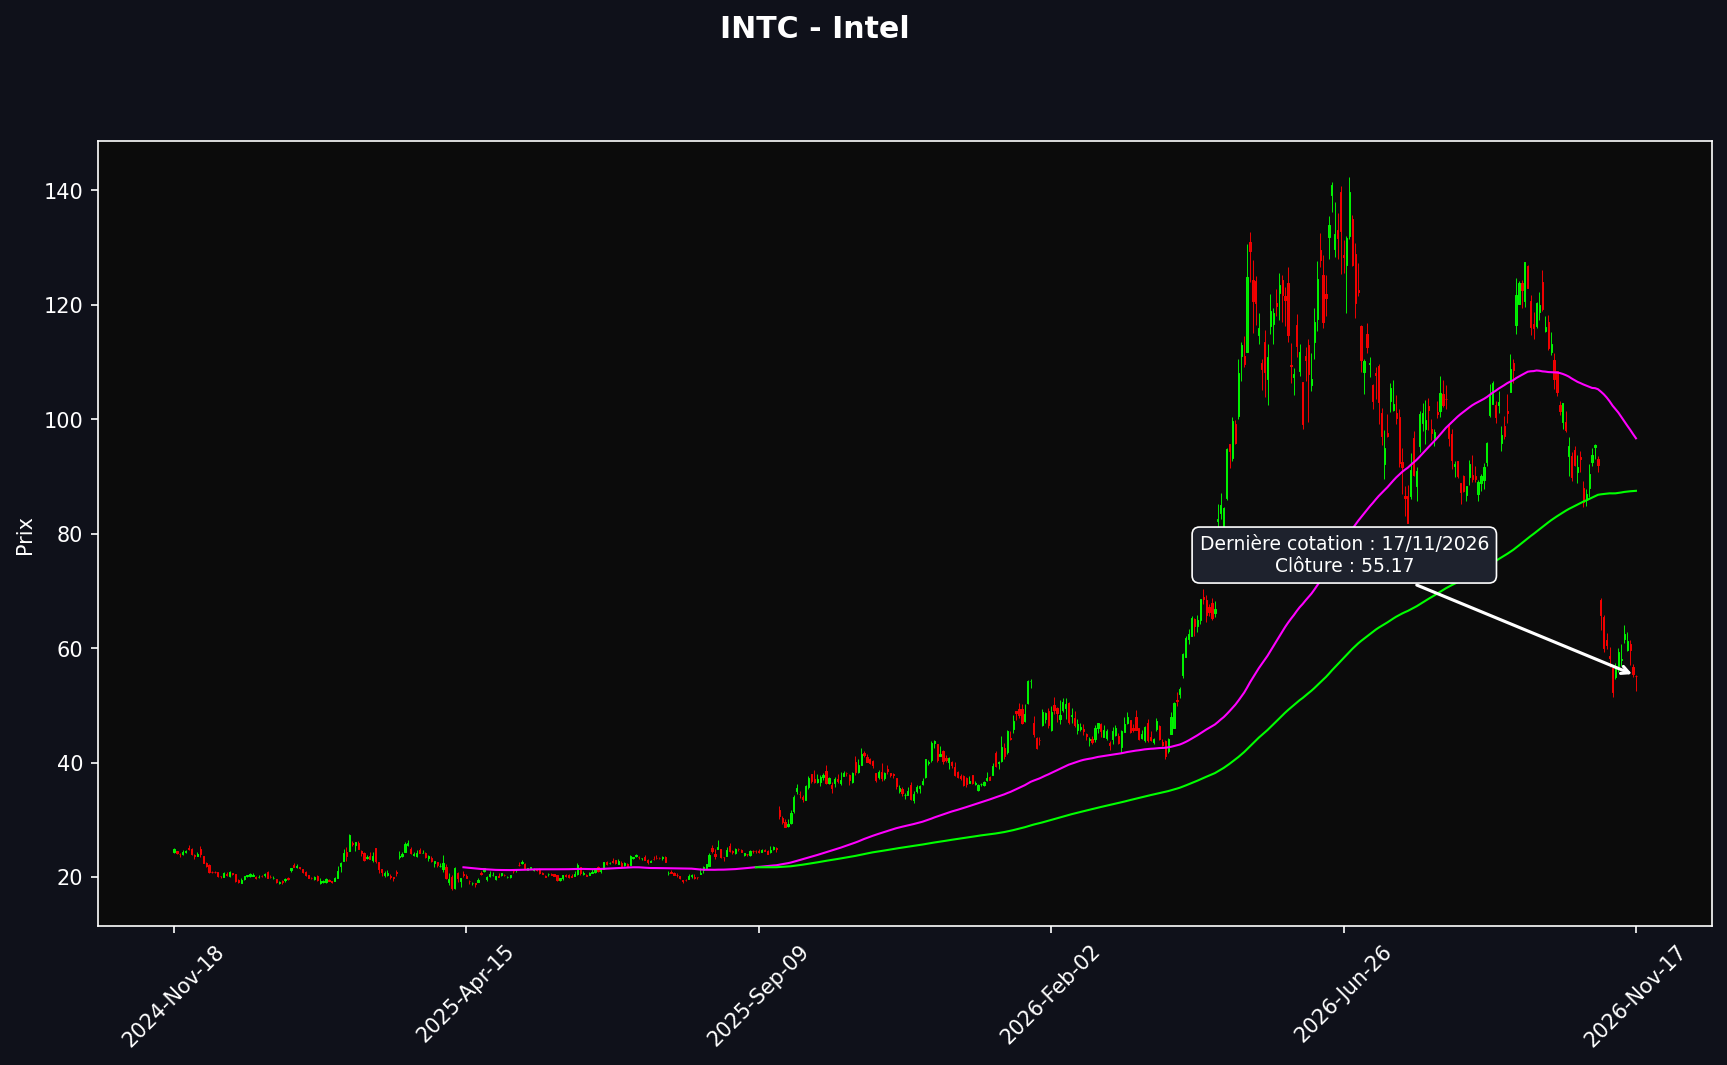 INTC - Intel
140
120
100
80
60
40
20
Prix
Dernière cotation : 17/11/2026
Clôture : 55.17
2024-Nov-18
2025-Apr-15
2025-Sep-09
2026-Feb-02
2026-Jun-26
2026-Nov-17